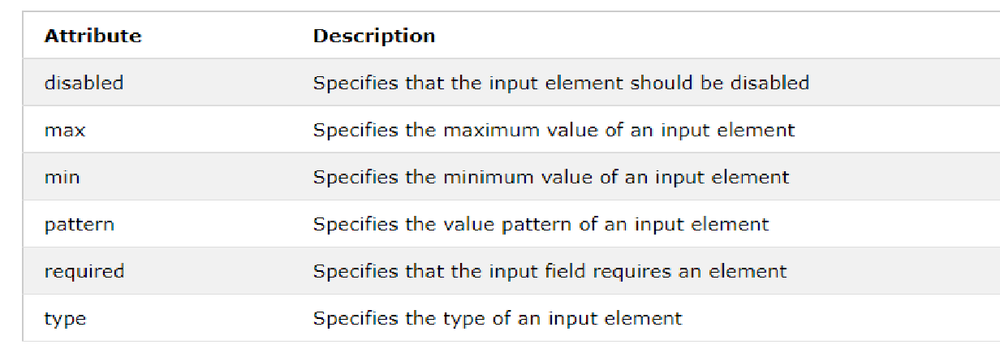 Attribute Description
disabled Specifies that the input element should be disabled
max Specifies the maximum value of an input element
min Specifies the minimum value of an input element
pattern Specifies the value pattern of an input element
required Specifies that the input field requires an element
type Specifies the type of an input element